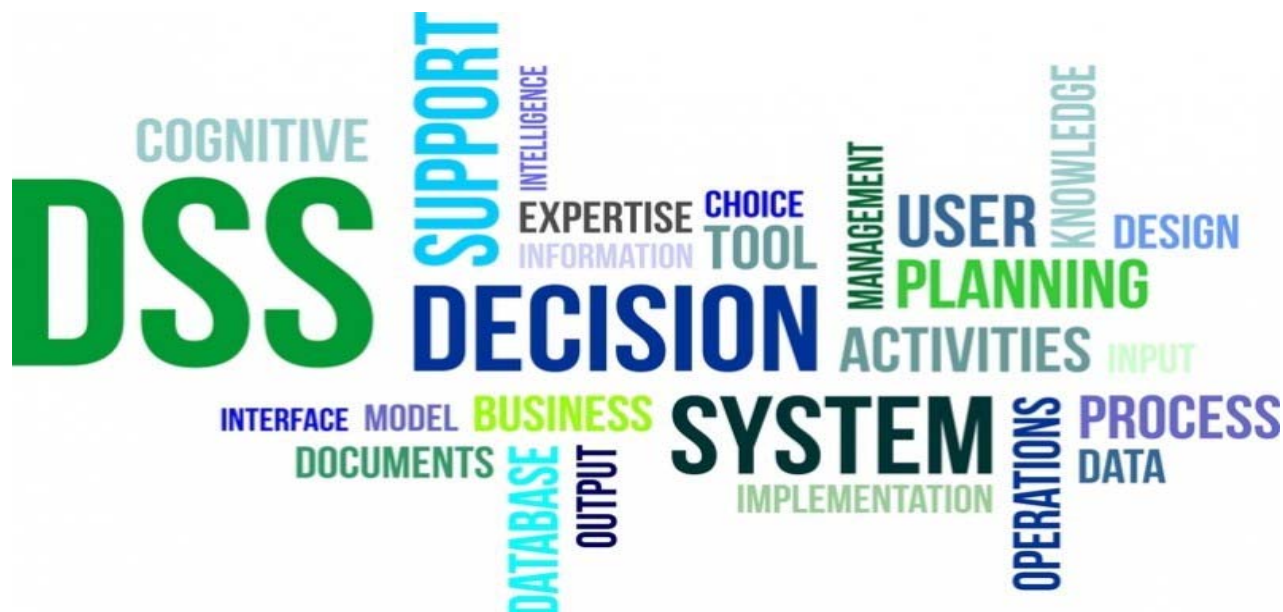 COGNITIVE
DSS
SUPPORT
INTELLIGENCE
EXPERTISE
CHOICE
INFORMATION
TOOL
DECISION
MANAGEMENT
USER
KNOWLEDGE
DESIGN
PLANNING
ACTIVITIES
INPUT
INTERFACE
MODEL
BUSINESS
SYSTEM
DOCUMENTS
DATABASE
OUTPUT
IMPLEMENTATION
OPERATIONS
PROCESS
DATA